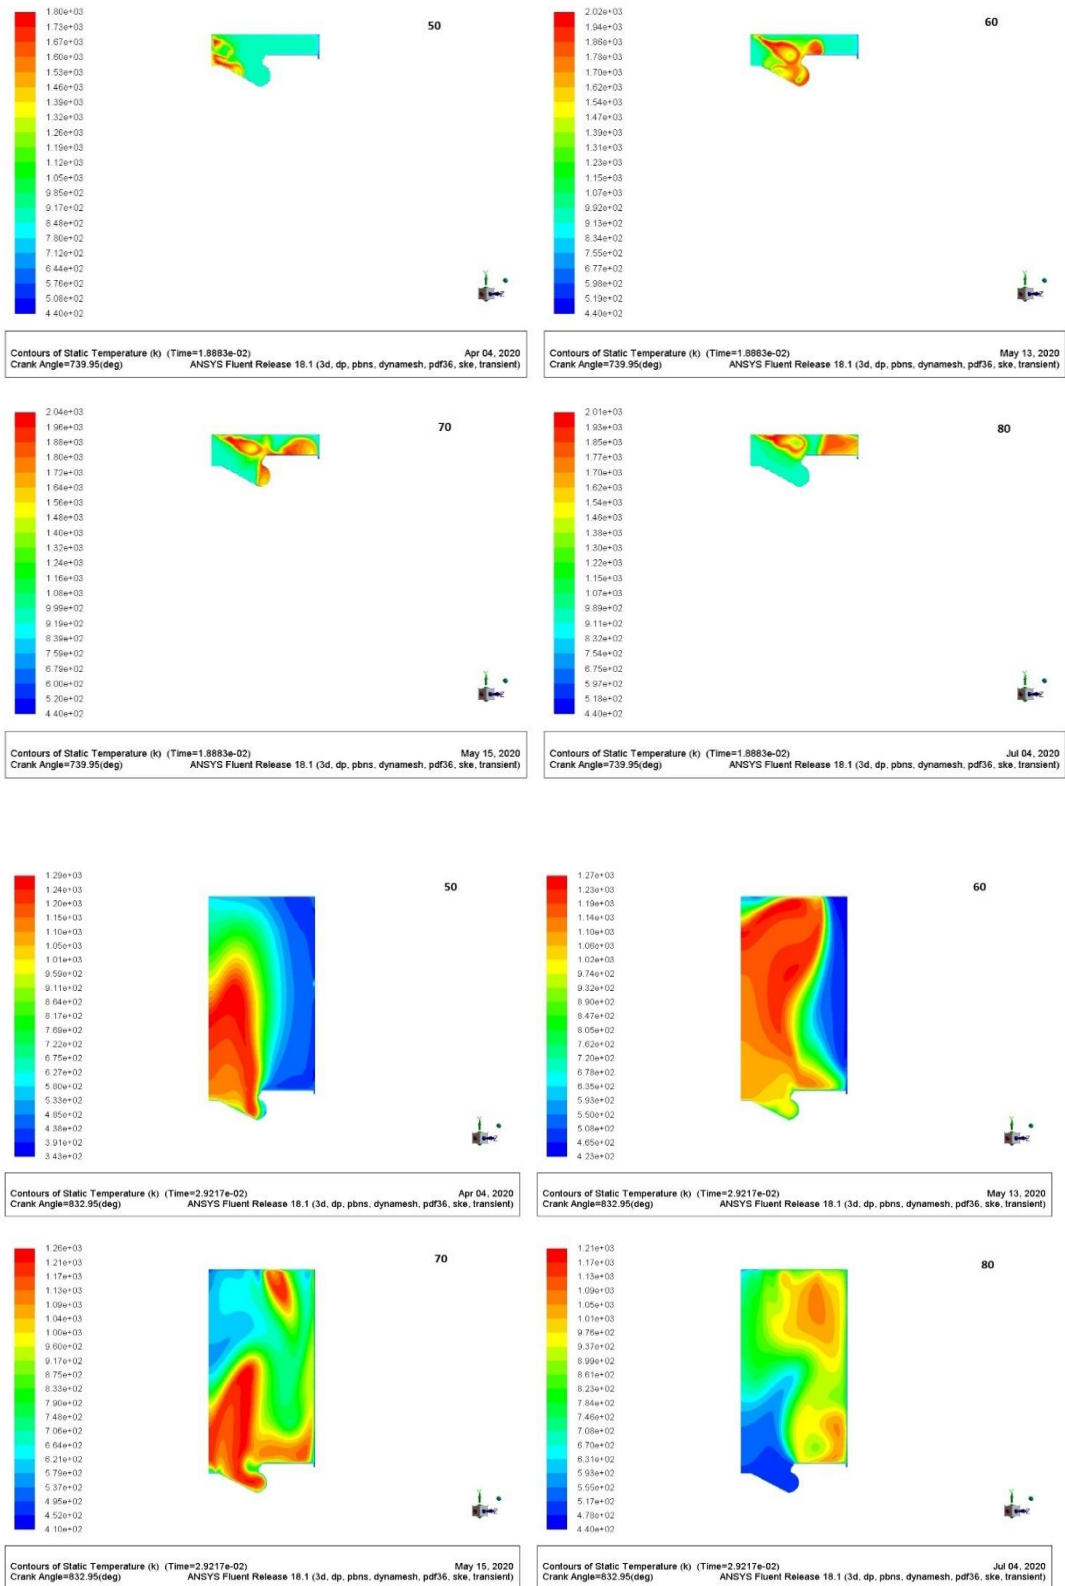 50
1.80e+03
1.73e+03
1.67e+03
1.60e+03
1.53e+03
1.46e+03
1.39e+03
1.32e+03
1.26e+03
1.19e+03
1.12e+03
1.05e+03
9.85e+02
9.17e+02
8.48e+02
7.80e+02
7.12e+02
6.44e+02
5.76e+02
5.08e+02
4.40e+02
Contours of Static Temperature (k) (Time=1.8883e-02) Apr 04, 2020
Crank Angle=739.95(deg) ANSYS Fluent Release 18.1 (3d, dp, pbns, dynamesh, pdf36, ske, transient)
60
2.02e+03
1.94e+03
1.86e+03
1.78e+03
1.70e+03
1.62e+03
1.54e+03
1.47e+03
1.39e+03
1.31e+03
1.23e+03
1.15e+03
1.07e+03
9.92e+02
9.13e+02
8.34e+02
7.55e+02
6.77e+02
5.98e+02
5.19e+02
4.40e+02
Contours of Static Temperature (k) (Time=1.8883e-02) May 13, 2020
Crank Angle=739.95(deg) ANSYS Fluent Release 18.1 (3d, dp, pbns, dynamesh, pdf36, ske, transient)
70
2.04e+03
1.96e+03
1.88e+03
1.80e+03
1.72e+03
1.64e+03
1.56e+03
1.48e+03
1.40e+03
1.32e+03
1.24e+03
1.16e+03
1.08e+03
9.99e+02
9.19e+02
8.39e+02
7.59e+02
6.79e+02
6.00e+02
5.20e+02
4.40e+02
Contours of Static Temperature (k) (Time=1.8883e-02) May 15, 2020
Crank Angle=739.95(deg) ANSYS Fluent Release 18.1 (3d, dp, pbns, dynamesh, pdf36, ske, transient)
80
2.01e+03
1.93e+03
1.85e+03
1.77e+03
1.70e+03
1.62e+03
1.54e+03
1.46e+03
1.38e+03
1.30e+03
1.22e+03
1.15e+03
1.07e+03
9.89e+02
9.11e+02
8.32e+02
7.54e+02
6.75e+02
5.97e+02
5.18e+02
4.40e+02
Contours of Static Temperature (k) (Time=1.8883e-02) Jul 04, 2020
Crank Angle=739.95(deg) ANSYS Fluent Release 18.1 (3d, dp, pbns, dynamesh, pdf36, ske, transient)
50
1.29e+03
1.24e+03
1.20e+03
1.15e+03
1.10e+03
1.05e+03
1.01e+03
9.59e+02
9.11e+02
8.64e+02
8.17e+02
7.69e+02
7.22e+02
6.75e+02
6.27e+02
5.80e+02
5.33e+02
4.85e+02
4.38e+02
3.91e+02
3.43e+02
Contours of Static Temperature (k) (Time=2.9217e-02) Apr 04, 2020
Crank Angle=832.95(deg) ANSYS Fluent Release 18.1 (3d, dp, pbns, dynamesh, pdf36, ske, transient)
60
1.27e+03
1.23e+03
1.19e+03
1.14e+03
1.10e+03
1.06e+03
1.02e+03
9.74e+02
9.32e+02
8.90e+02
8.47e+02
8.05e+02
7.62e+02
7.20e+02
6.78e+02
6.35e+02
5.93e+02
5.50e+02
5.08e+02
4.65e+02
4.23e+02
Contours of Static Temperature (k) (Time=2.9217e-02) May 13, 2020
Crank Angle=832.95(deg) ANSYS Fluent Release 18.1 (3d, dp, pbns, dynamesh, pdf36, ske, transient)
70
1.26e+03
1.21e+03
1.17e+03
1.13e+03
1.09e+03
1.04e+03
1.00e+03
9.60e+02
9.17e+02
8.75e+02
8.33e+02
7.90e+02
7.48e+02
7.06e+02
6.64e+02
6.21e+02
5.79e+02
5.37e+02
4.95e+02
4.52e+02
4.10e+02
Contours of Static Temperature (k) (Time=2.9217e-02) May 15, 2020
Crank Angle=832.95(deg) ANSYS Fluent Release 18.1 (3d, dp, pbns, dynamesh, pdf36, ske, transient)
80
1.21e+03
1.17e+03
1.13e+03
1.09e+03
1.05e+03
1.01e+03
9.76e+02
9.37e+02
8.99e+02
8.61e+02
8.23e+02
7.84e+02
7.46e+02
7.08e+02
6.70e+02
6.31e+02
5.93e+02
5.55e+02
5.17e+02
4.78e+02
4.40e+02
Contours of Static Temperature (k) (Time=2.9217e-02) Jul 04, 2020
Crank Angle=832.95(deg) ANSYS Fluent Release 18.1 (3d, dp, pbns, dynamesh, pdf36, ske, transient)